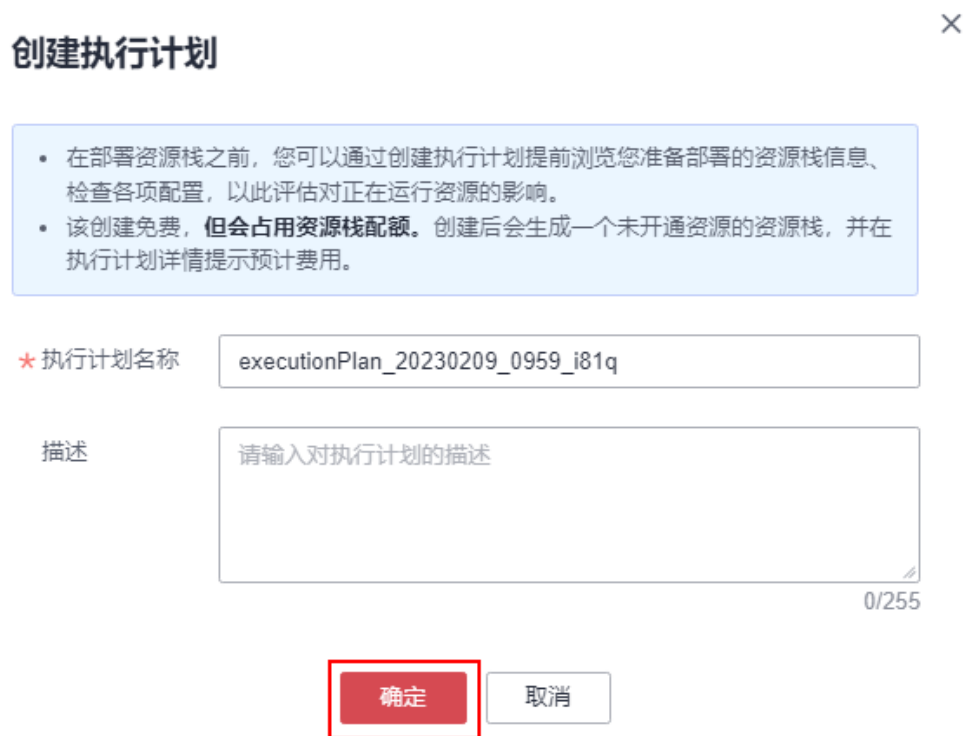 创建执行计划
• 在部署资源栈之前，您可以通过创建执行计划提前浏览您准备部署的资源栈信息、
检查各项配置，以此评估对正在运行资源的影响。
• 该创建免费，但会占用资源栈配额。创建后会生成一个未开通资源的资源栈，并在
执行计划详情提示预计费用。
* 执行计划名称 executionPlan_20230209_0959_i81q
描述 请输入对执行计划的描述
0/255
确定 取消